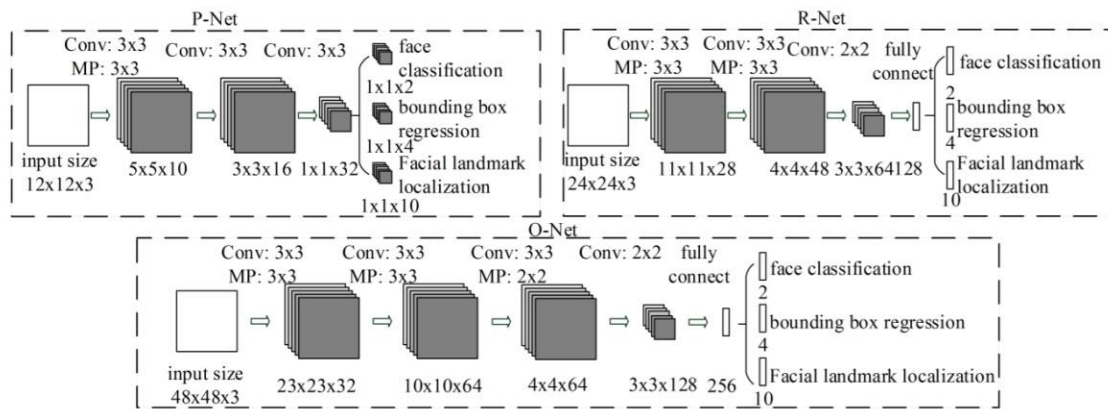 P-Net
Conv: 3x3 Conv: 3x3 Conv: 3x3
MP: 3x3
face
classification
1x1x2
bounding box
regression
1x1x4
Facial landmark
localization
1x1x10
input size
12x12x3
5x5x10
3x3x16
1x1x32
R-Net
Conv: 3x3 Conv: 3x3 Conv: 2x2 fully
MP: 3x3 MP: 3x3 connect
face classification
2
bounding box
regression
4
Facial landmark
localization
10
input size
24x24x3
11x11x28
4x4x48
3x3x64
128
O-Net
Conv: 3x3 Conv: 3x3 Conv: 3x3 Conv: 2x2 fully
MP: 3x3 MP: 3x3 MP: 2x2 connect
face classification
2
bounding box regression
4
Facial landmark localization
10
input size
48x48x3
23x23x32
10x10x64
4x4x64
3x3x128
256